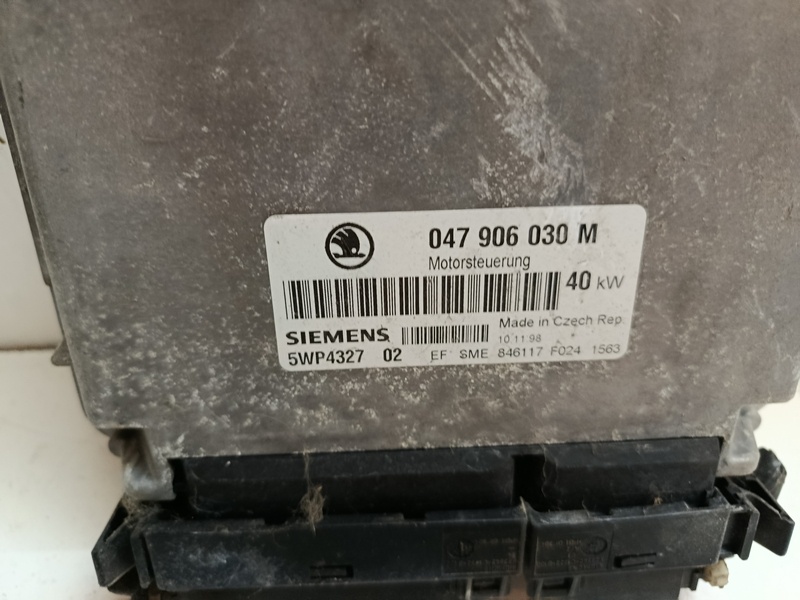 047 906 030 M
Motorsteuerung
40 kW
SIEMENS
Made in Czech Rep.
10.11.98
5WP4327 02 EF SME 846117 F024 1563